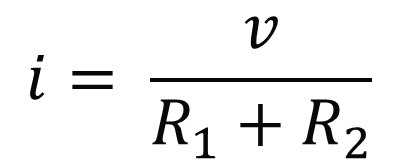 i = v / (R₁ + R₂)